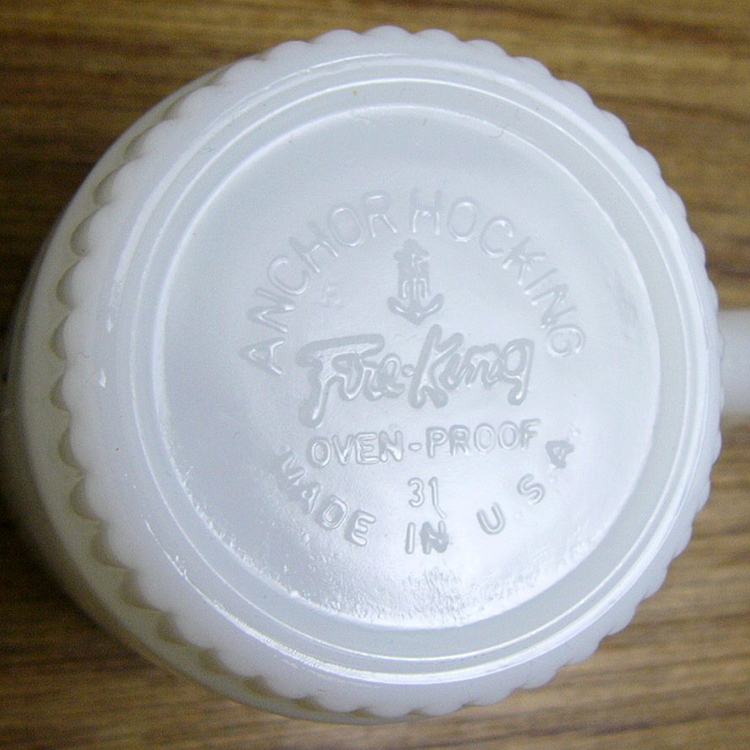 ANCHOR HOCKING
Fire-King
OVEN-PROOF
31
MADE IN U.S.A.